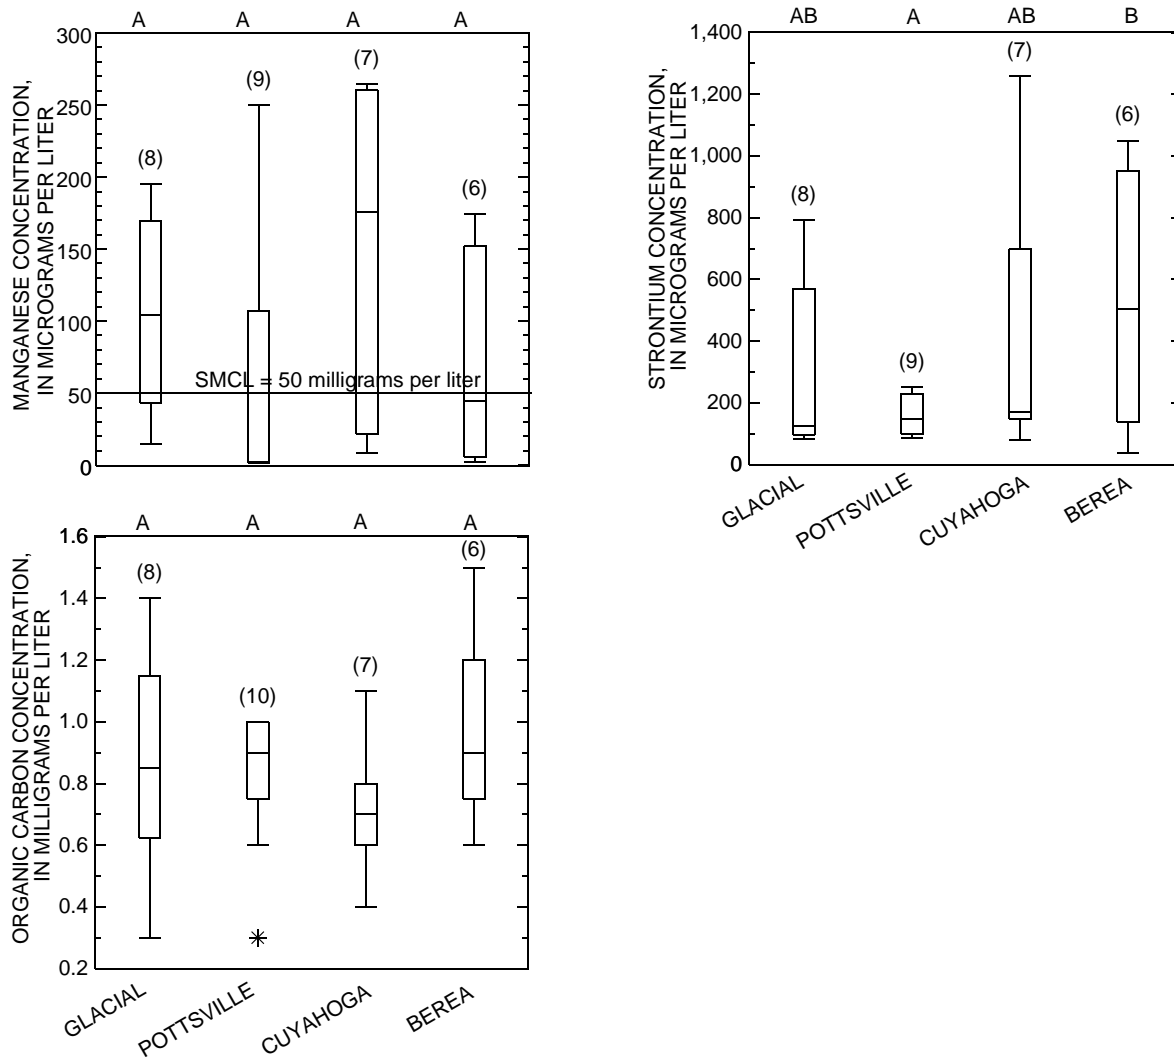 A A A A
MANGANESE CONCENTRATION,
IN MICROGRAMS PER LITER
300
250
200
150
100
50
0
(8) (9) (7) (6)
SMCL = 50 milligrams per liter
AB A AB B
STRONTIUM CONCENTRATION,
IN MICROGRAMS PER LITER
1,400
1,200
1,000
800
600
400
200
0
(8) (9) (7) (6)
GLACIAL
POTTSVILLE
CUYAHOGA
BEREA
A A A A
ORGANIC CARBON CONCENTRATION,
IN MILLIGRAMS PER LITER
1.6
1.4
1.2
1.0
0.8
0.6
0.4
0.2
(8) (10) (7) (6)
GLACIAL
POTTSVILLE
CUYAHOGA
BEREA